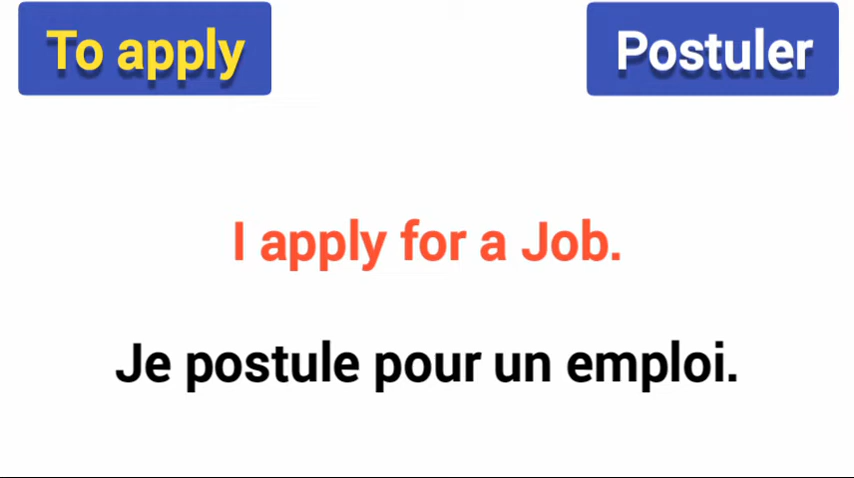 To apply
Postuler
I apply for a Job.
Je postule pour un emploi.